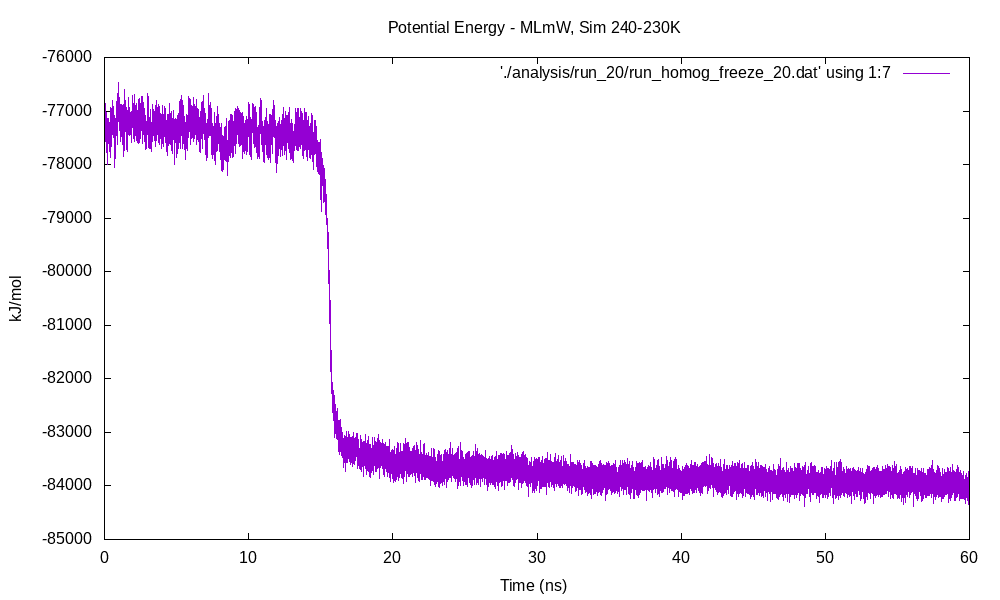 Potential Energy - MLmW, Sim 240-230K
'./analysis/run_20/run_homog_freeze_20.dat' using 1:7
-76000
-77000
-78000
-79000
-80000
-81000
-82000
-83000
-84000
-85000
kJ/mol
0 10 20 30 40 50 60
Time (ns)